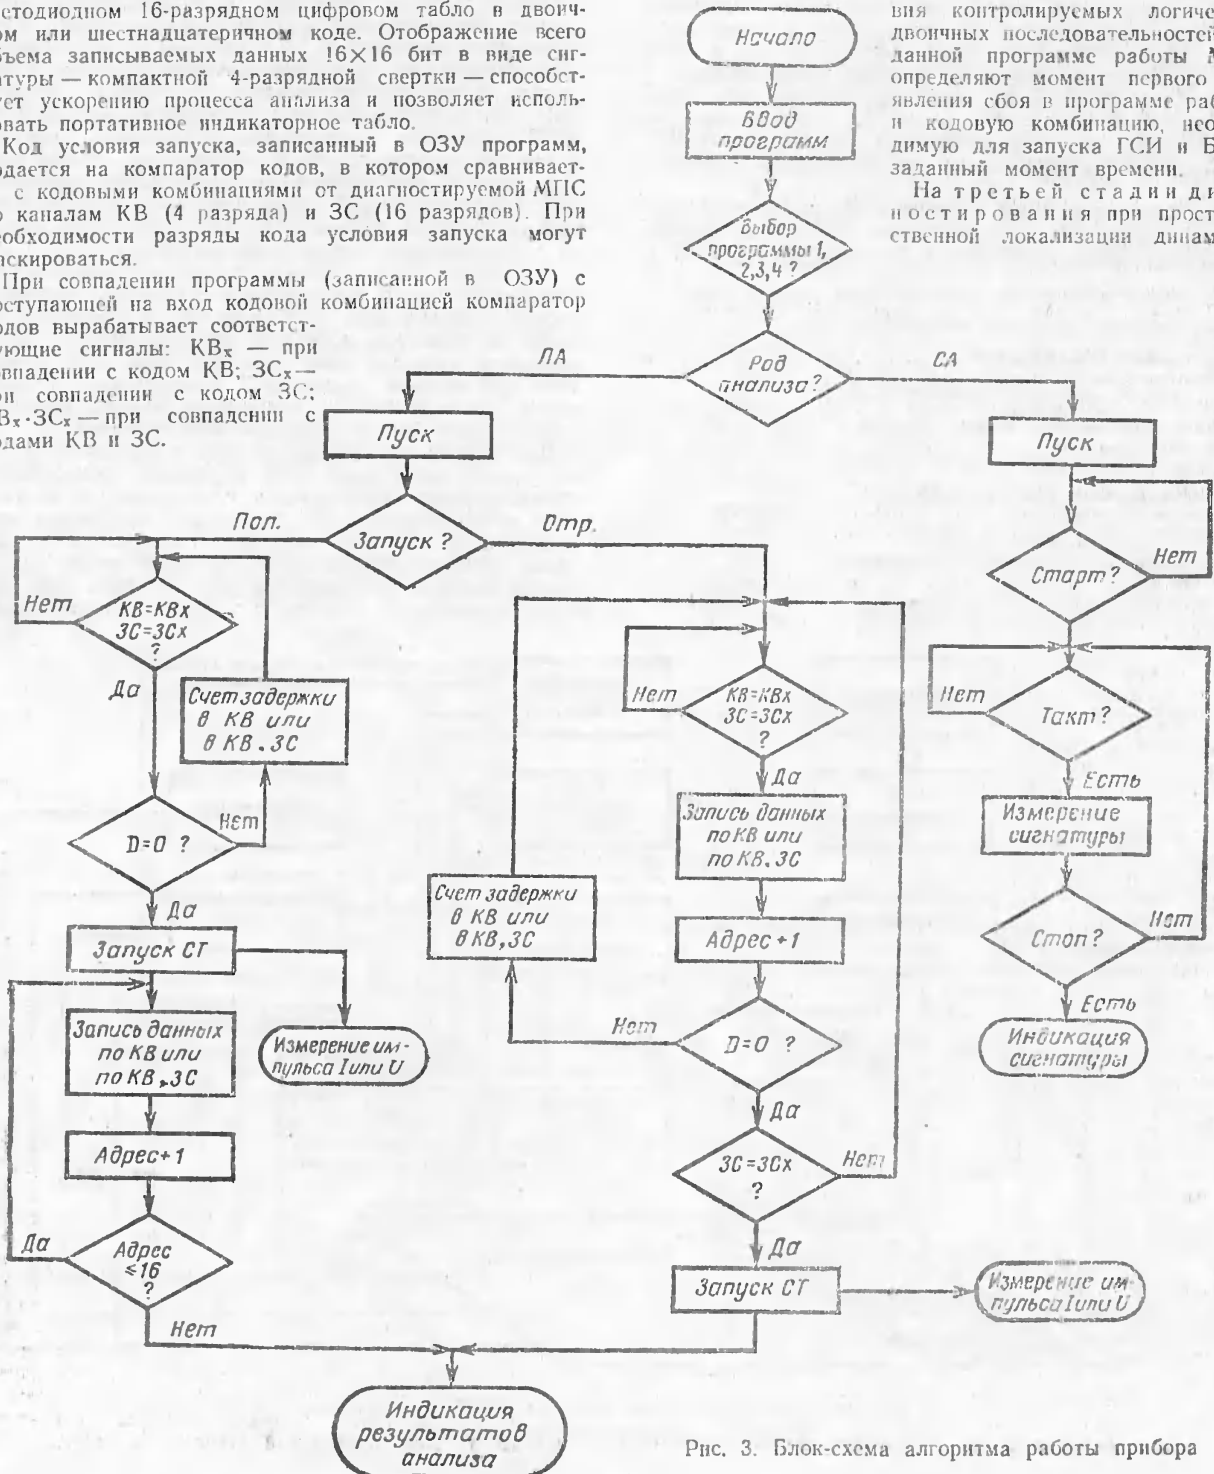 стодиодном 16-разрядном цифровом табло в двоич-
ом или шестнадцатеричном коде. Отображение всего
бъема записываемых данных 16×16 бит в виде сиг-
атуры — компактной 4-разрядной свертки — способст-
ует ускорению процесса анализа и позволяет исполь-
овать портативное индикаторное табло.
Код условия запуска, записанный в ОЗУ программ,
одается на компаратор кодов, в котором сравнивает-
с кодовыми комбинациями от диагностируемой МПС
о каналам КВ (4 разряда) и ЗС (16 разрядов). При
еобходимости разряды кода условия запуска могут
аскироваться.
При совпадении программы (записанной в ОЗУ) с
оступающей на вход кодовой комбинацией компаратор
одов вырабатывает соответст-
ующие сигналы: КВх — при
овпадении с кодом КВ; ЗСх —
ри совпадении с кодом ЗС;
Вх·ЗСх — при совпадении с
одами КВ и ЗС.
вия контролируемых логиче
двоичных последовательностей
данной программе работы М
определяют момент первого
явления сбоя в программе раб
и кодовую комбинацию, нео
димую для запуска ГСИ и Б
заданный момент времени.
На третьей стадии ди
ностирования при прост
ственной локализации динам
Начало
Ввод
программ
Выбор
программы 1,
2,3,4 ?
Род
анализа?
ЛА
СА
Пуск
Запуск ?
Пол.
Отр.
КВ=КВх
ЗС=ЗСх
?
Нет
Да
Счет задержки
в КВ или
в КВ . ЗС
D=0 ?
Нет
Да
Запуск СТ
Запись данных
по КВ или
по КВ, ЗС
Измерение им-
пульса I или U
Адрес+1
Адрес
≤16
?
Да
Нет
КВ=КВх
ЗС=ЗСх
?
Нет
Да
Запись данных
по КВ или
по КВ. ЗС
Счет задержки
в КВ или
в КВ, ЗС
Адрес+1
D=0 ?
Нет
Да
ЗС=ЗСх
?
Нет
Да
Запуск СТ
Измерение им-
пульса I или U
Индикация
результатов
анализа
Пуск
Старт?
Нет
Такт?
Нет
Есть
Измерение
сигнатуры
Стоп?
Нет
Есть
Индикация
сигнатуры
Рис. 3. Блок-схема алгоритма работы прибора